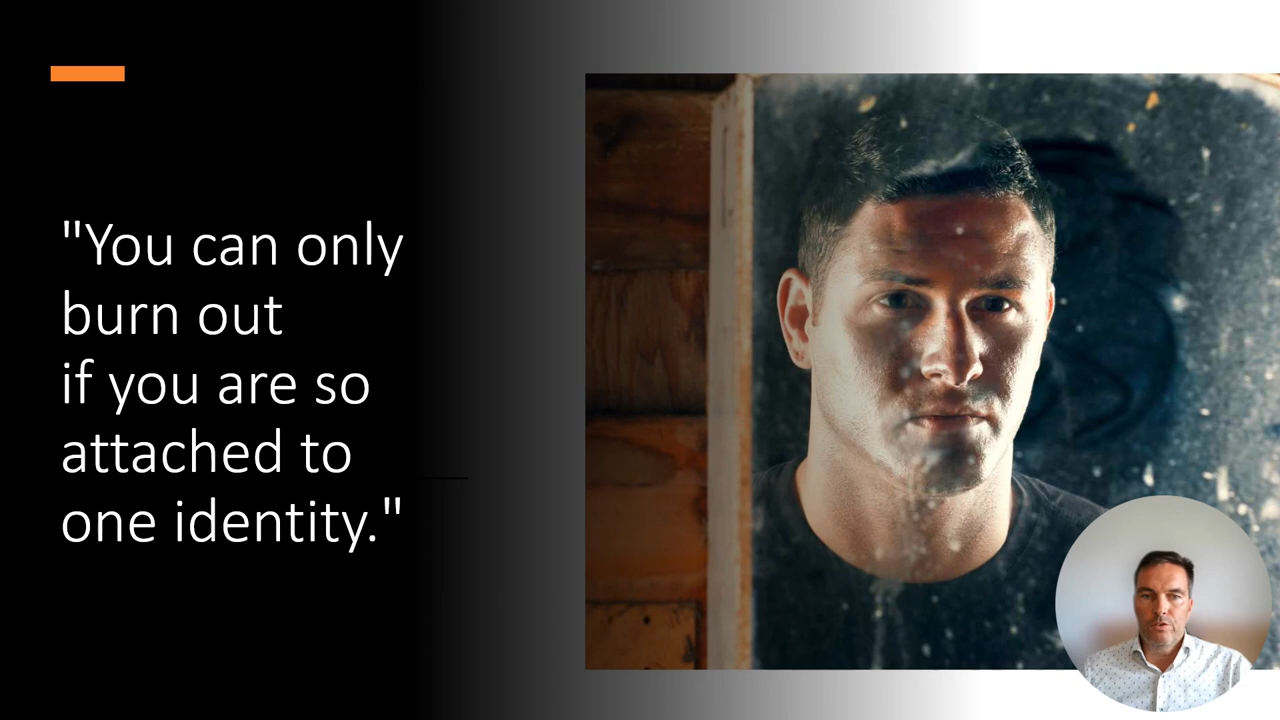 "You can only
burn out
if you are so
attached to
one identity."